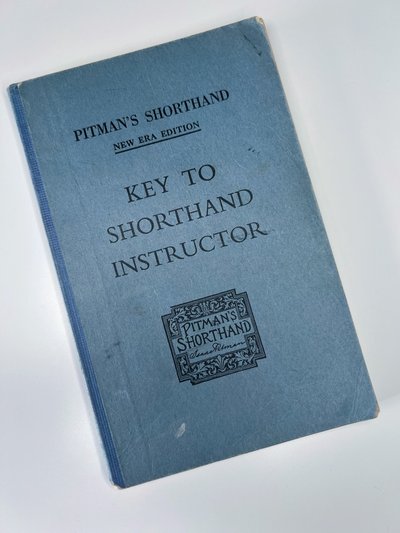 PITMAN'S SHORTHAND
NEW ERA EDITION
KEY TO
SHORTHAND
INSTRUCTOR
PITMAN'S
SHORTHAND
Isaac Pitman